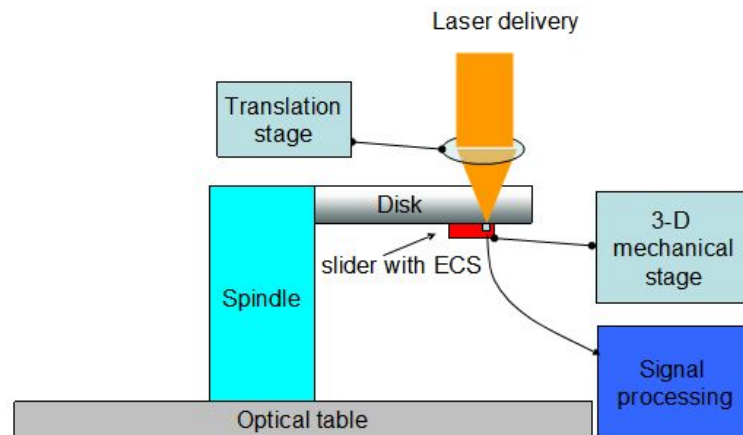 Laser delivery
Translation
stage
Disk
3-D
mechanical
stage
slider with ECS
Spindle
Signal
processing
Optical table